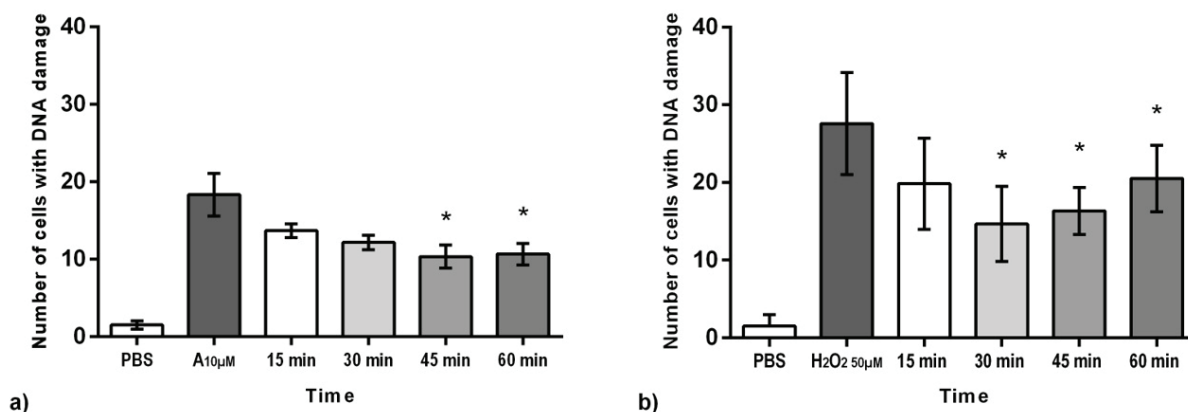 40
30
20
10
0
Number of cells with DNA damage
* *
PBS A10µM 15 min 30 min 45 min 60 min
Time
a)
40
30
20
10
0
Number of cells with DNA damage
* * *
PBS H2O2 50µM 15 min 30 min 45 min 60 min
Time
b)